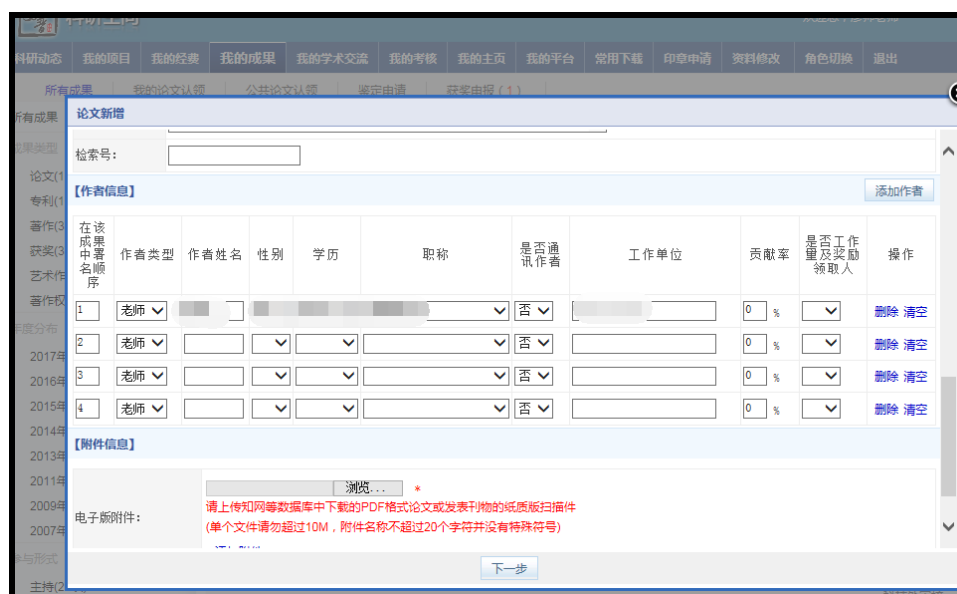 科研空间
科研动态 我的项目 我的经费 我的成果 我的学术交流 我的考核 我的主页 我的平台 常用下载 印章申请 资料修改 角色切换 退出
所有成果 我的论文认领 公共论文认领 鉴定申请 获奖申报 ( 1 )
所有成果
论文新增
成果类型
检索号:
论文(1
【作者信息】 添加作者
专利(1
著作(3
获奖(3
艺术作
著作权
在该成果中署名顺序 作者类型 作者姓名 性别 学历 职称 是否通讯作者 工作单位 贡献率 是否工作量及奖励领取人 操作
1 老师 否 0 % 删除 清空
年度分布
2 老师 否 0 % 删除 清空
2017年
3 老师 否 0 % 删除 清空
2016年
4 老师 否 0 % 删除 清空
2015年
2014年
【附件信息】
2013年
2011年
2009年
2007年
浏览... *
电子版附件:
请上传知网等数据库中下载的PDF格式论文或发表刊物的纸质版扫描件
(单个文件请勿超过10M，附件名称不超过20个字符并没有特殊符号)
参与形式
下一步
主持(2